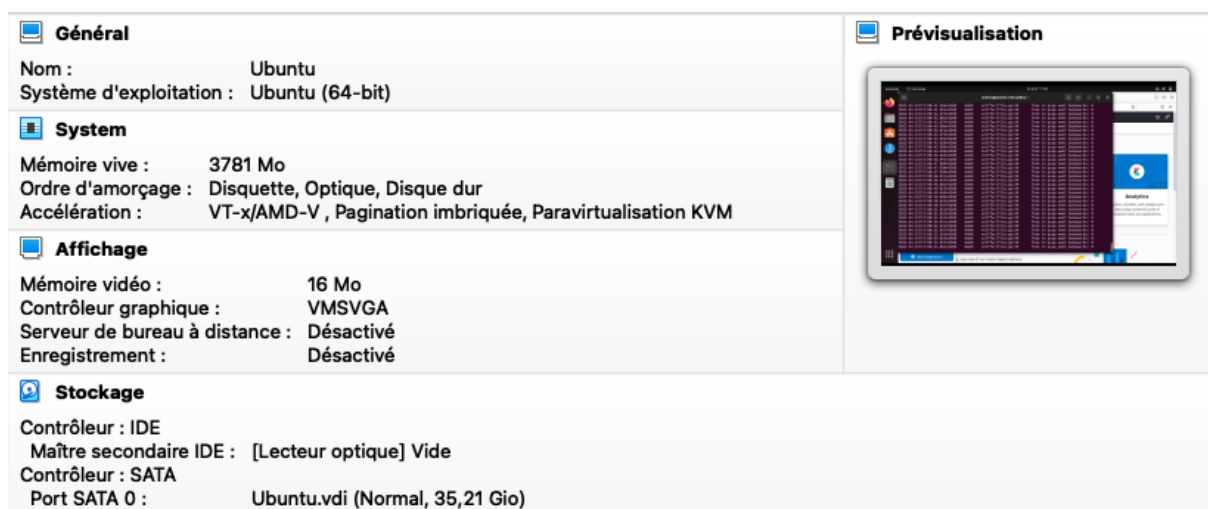 Général
Nom : Ubuntu
Système d'exploitation : Ubuntu (64-bit)
System
Mémoire vive : 3781 Mo
Ordre d'amorçage : Disquette, Optique, Disque dur
Accélération : VT-x/AMD-V , Pagination imbriquée, Paravirtualisation KVM
Affichage
Mémoire vidéo : 16 Mo
Contrôleur graphique : VMSVGA
Serveur de bureau à distance : Désactivé
Enregistrement : Désactivé
Stockage
Contrôleur : IDE
Maître secondaire IDE : [Lecteur optique] Vide
Contrôleur : SATA
Port SATA 0 : Ubuntu.vdi (Normal, 35,21 Gio)
Prévisualisation
Analytics